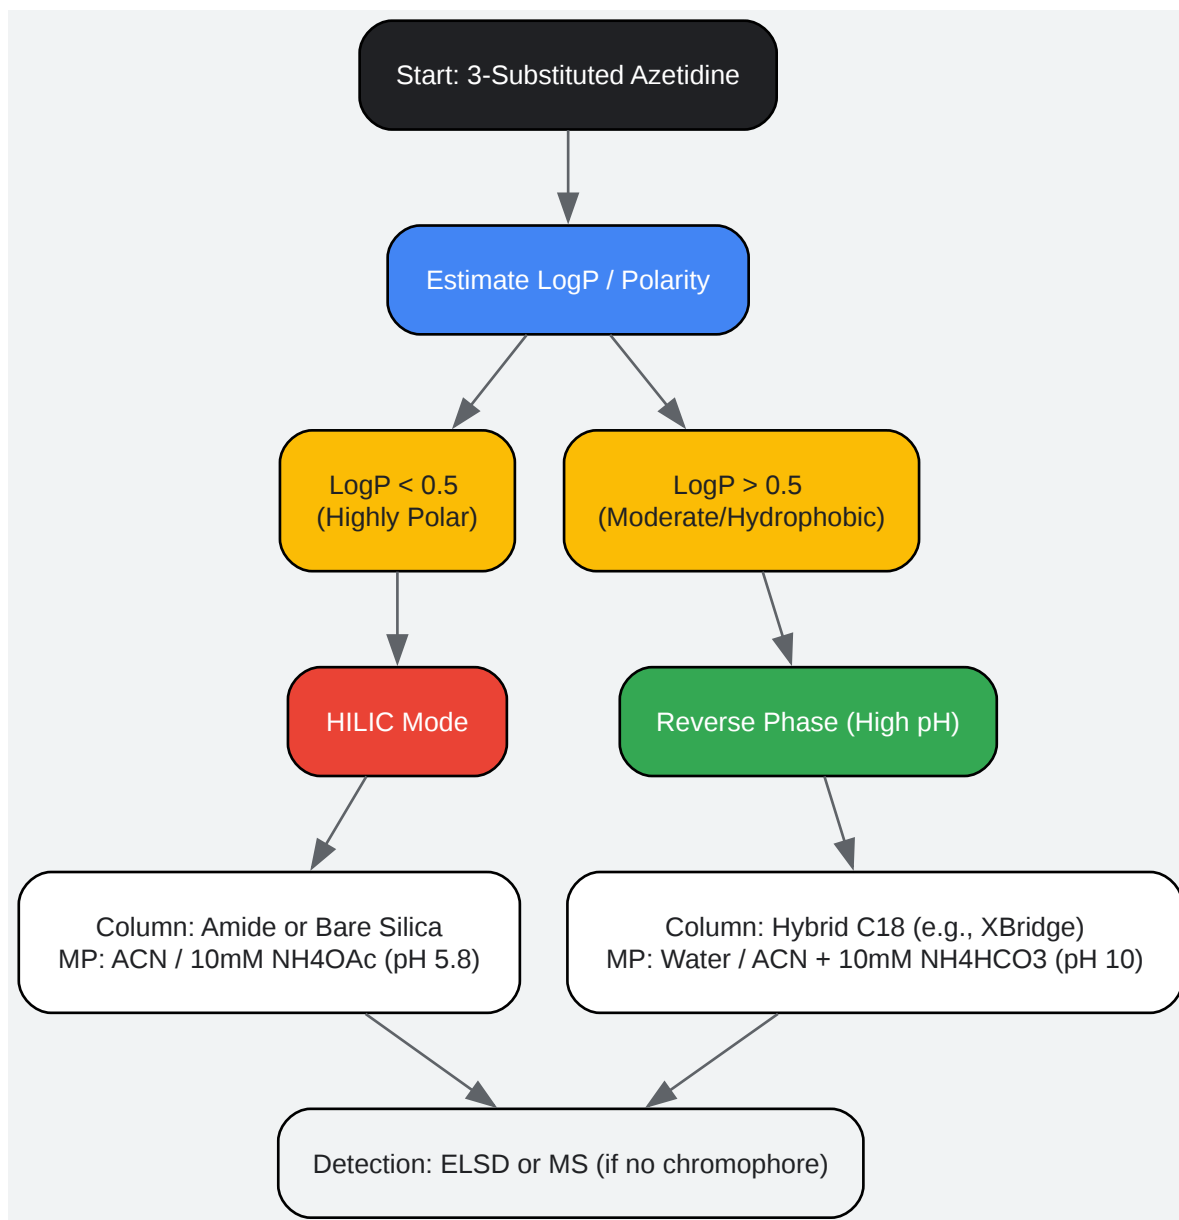 Start: 3-Substituted Azetidine
Estimate LogP / Polarity
LogP < 0.5
(Highly Polar)
LogP > 0.5
(Moderate/Hydrophobic)
HILIC Mode
Reverse Phase (High pH)
Column: Amide or Bare Silica
MP: ACN / 10mM NH4OAc (pH 5.8)
Column: Hybrid C18 (e.g., XBridge)
MP: Water / ACN + 10mM NH4HCO3 (pH 10)
Detection: ELSD or MS (if no chromophore)